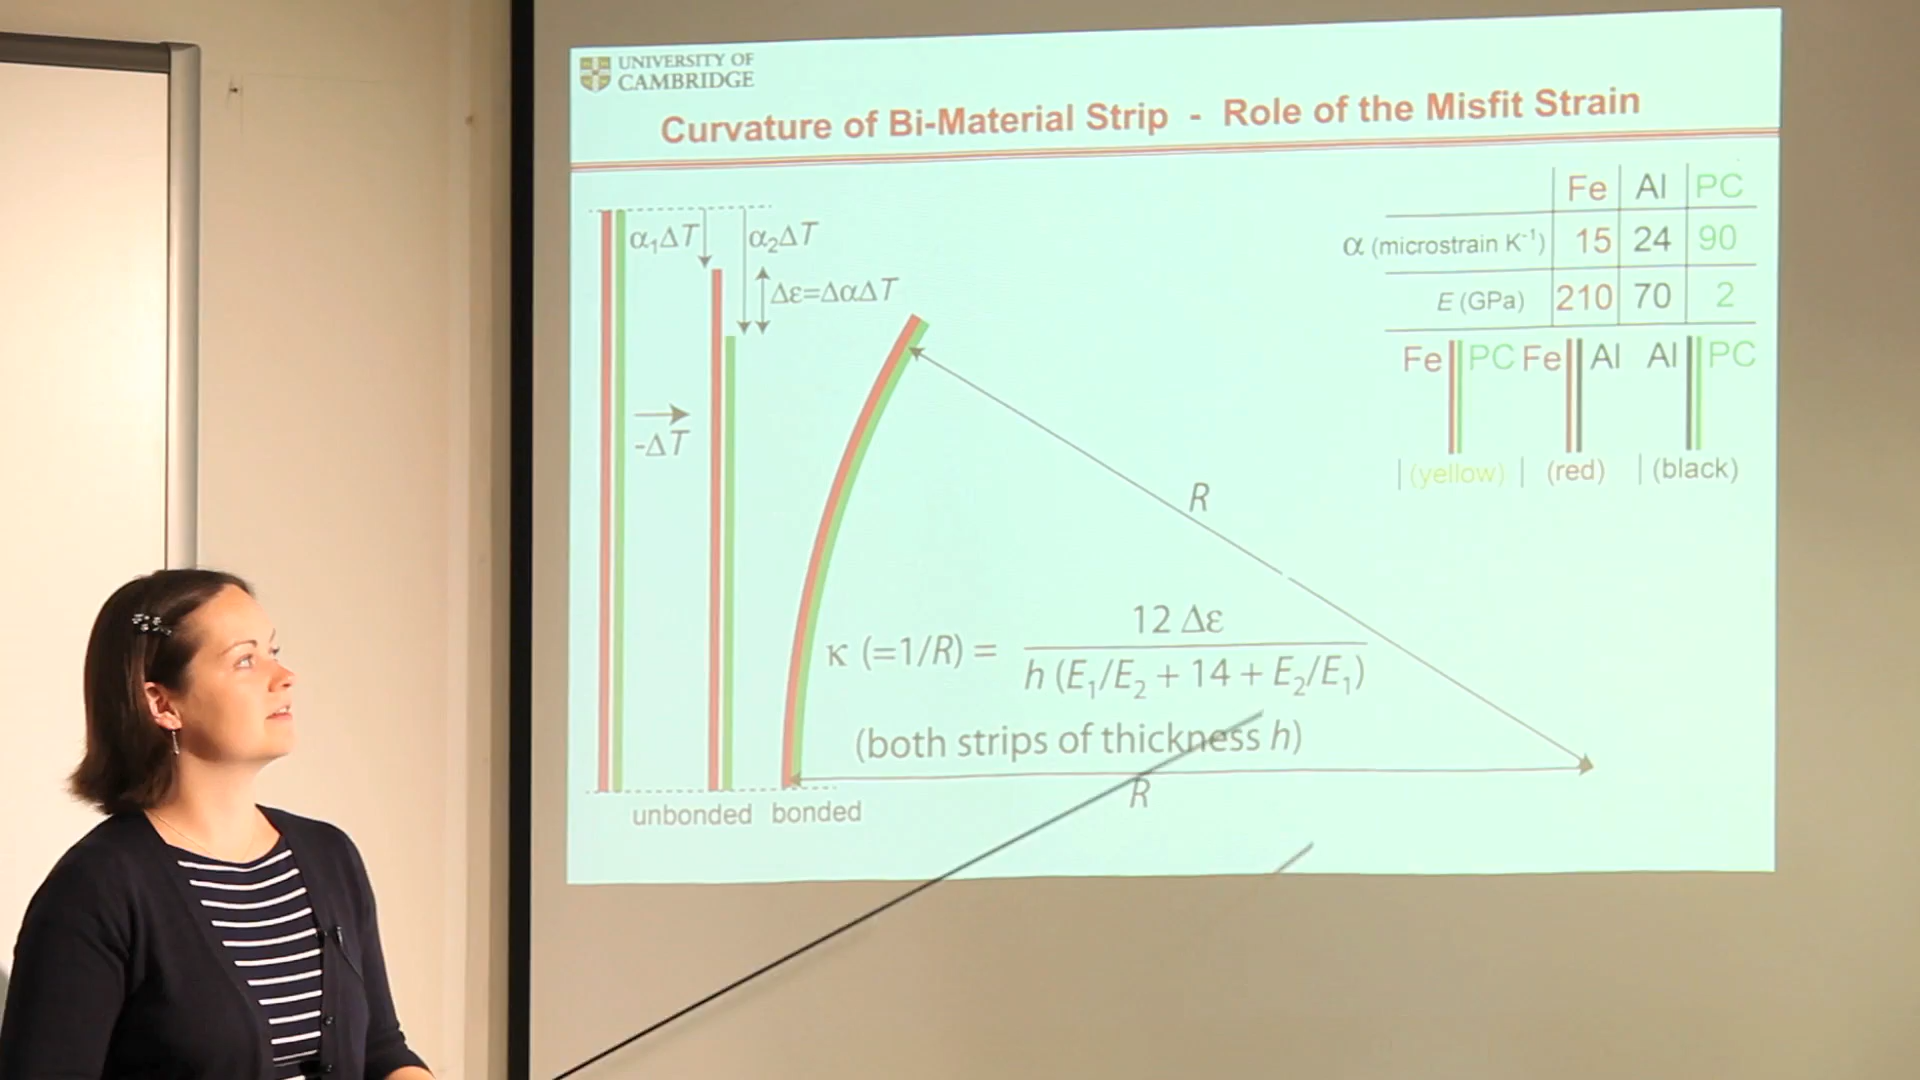 UNIVERSITY OF
CAMBRIDGE
Curvature of Bi-Material Strip - Role of the Misfit Strain
Fe Al PC
α (microstrain K⁻¹) 15 24 90
E (GPa) 210 70 2
Fe PC Fe Al Al PC
(yellow) (red) (black)
α₁ΔT α₂ΔT
Δε=ΔαΔT
-ΔT
R
κ (=1/R) = 12 Δε
h (E₁/E₂ + 14 + E₂/E₁)
(both strips of thickness h)
R
unbonded bonded